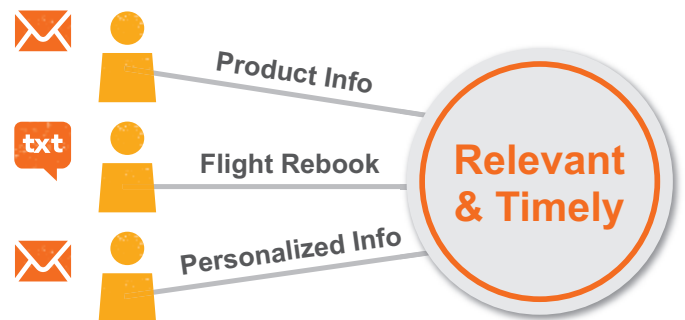 Product Info
txt
Flight Rebook
Relevant
& Timely
Personalized Info